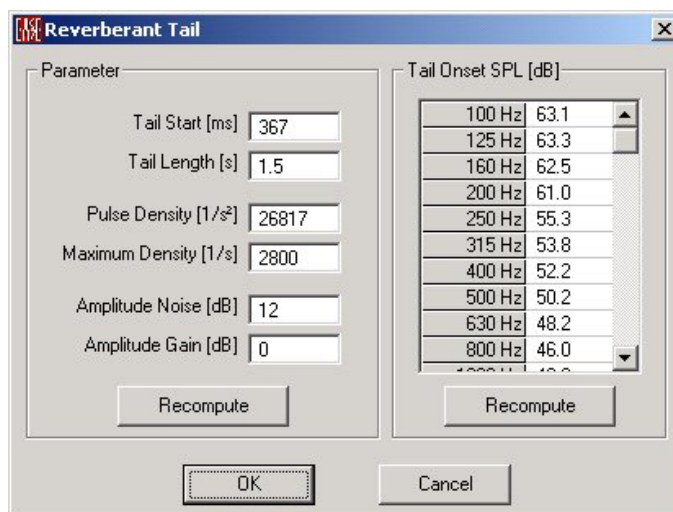 Reverberant Tail
Parameter
Tail Start [ms] 367
Tail Length [s] 1.5
Pulse Density [1/s²] 26817
Maximum Density [1/s] 2800
Amplitude Noise [dB] 12
Amplitude Gain [dB] 0
Recompute
Tail Onset SPL [dB]
100 Hz 63.1
125 Hz 63.3
160 Hz 62.5
200 Hz 61.0
250 Hz 55.3
315 Hz 53.8
400 Hz 52.2
500 Hz 50.2
630 Hz 48.2
800 Hz 46.0
Recompute
OK
Cancel